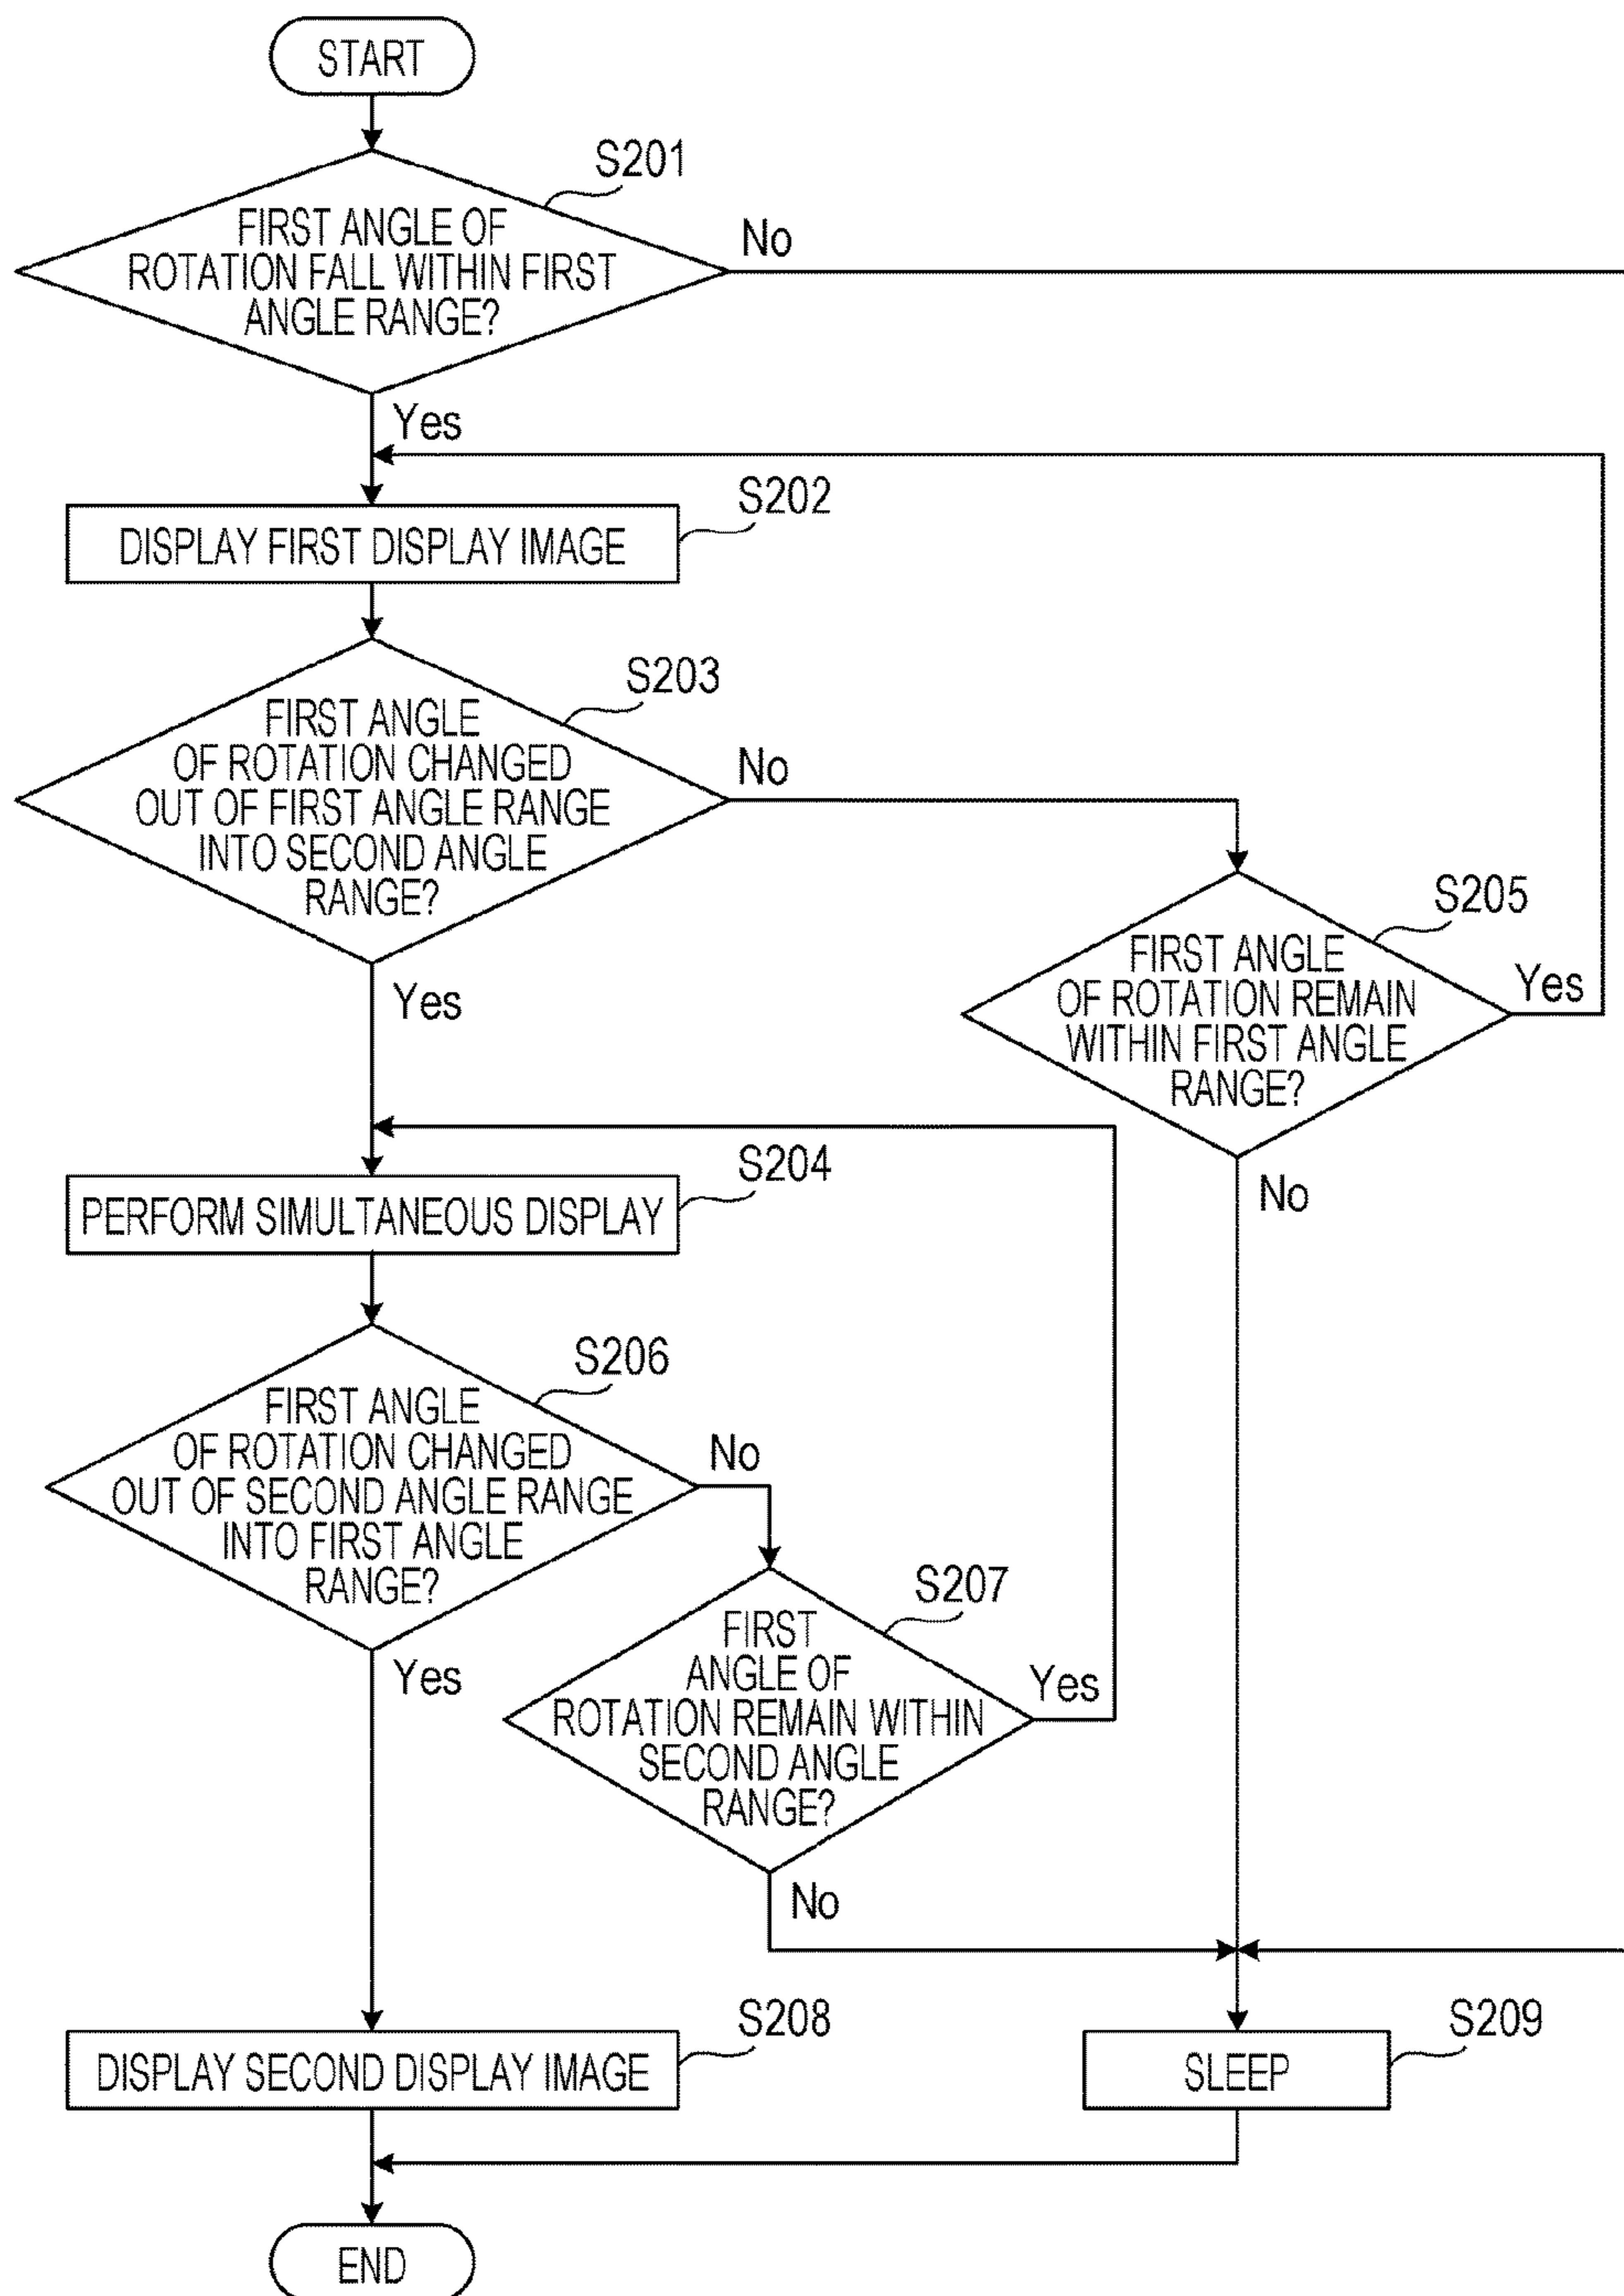 START
S201
FIRST ANGLE OF
ROTATION FALL WITHIN FIRST
ANGLE RANGE?
No
Yes
S202
DISPLAY FIRST DISPLAY IMAGE
S203
FIRST ANGLE
OF ROTATION CHANGED
OUT OF FIRST ANGLE RANGE
INTO SECOND ANGLE
RANGE?
No
Yes
S205
FIRST ANGLE
OF ROTATION REMAIN
WITHIN FIRST ANGLE
RANGE?
Yes
No
S204
PERFORM SIMULTANEOUS DISPLAY
S206
FIRST ANGLE
OF ROTATION CHANGED
OUT OF SECOND ANGLE RANGE
INTO FIRST ANGLE
RANGE?
No
Yes
S207
FIRST
ANGLE OF
ROTATION REMAIN WITHIN
SECOND ANGLE
RANGE?
Yes
No
S208
DISPLAY SECOND DISPLAY IMAGE
S209
SLEEP
END